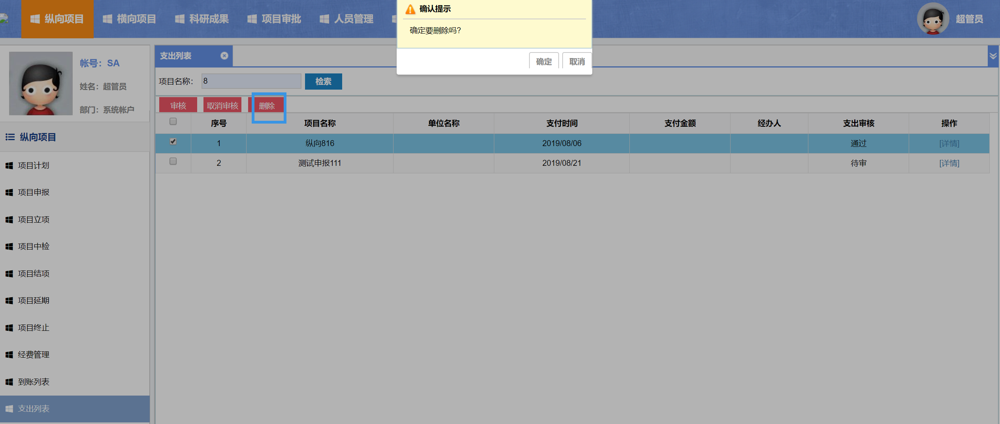 纵向项目 横向项目 科研成果 项目审批 人员管理 超管员
确认提示
确定要删除吗?
确定 取消
帐号：SA
姓名：超管员
部门：系统帐户
支出列表
项目名称： 8 检索
审核 取消审核 删除
序号 项目名称 单位名称 支付时间 支付金额 经办人 支出审核 操作
1 纵向816 2019/08/06 通过 [详情]
2 测试申报111 2019/08/21 待审 [详情]
纵向项目
项目计划
项目申报
项目立项
项目中检
项目结项
项目延期
项目终止
经费管理
到账列表
支出列表